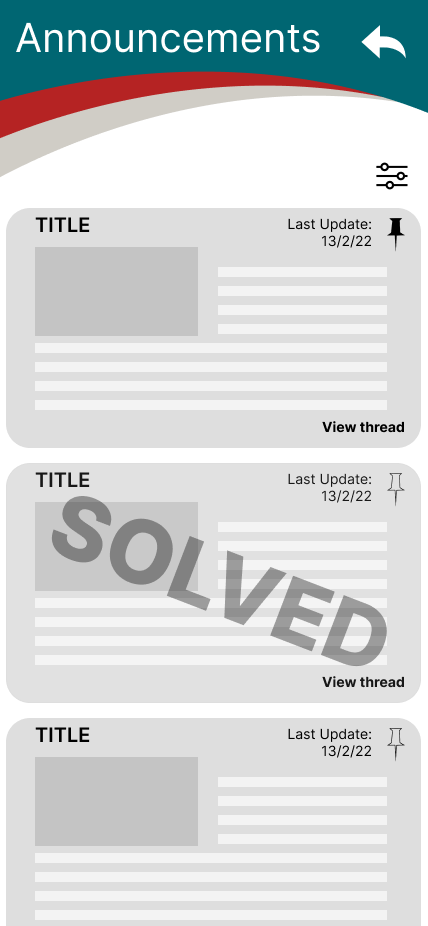 Announcements
TITLE
Last Update:
13/2/22
View thread
TITLE
Last Update:
13/2/22
SOLVED
View thread
TITLE
Last Update:
13/2/22